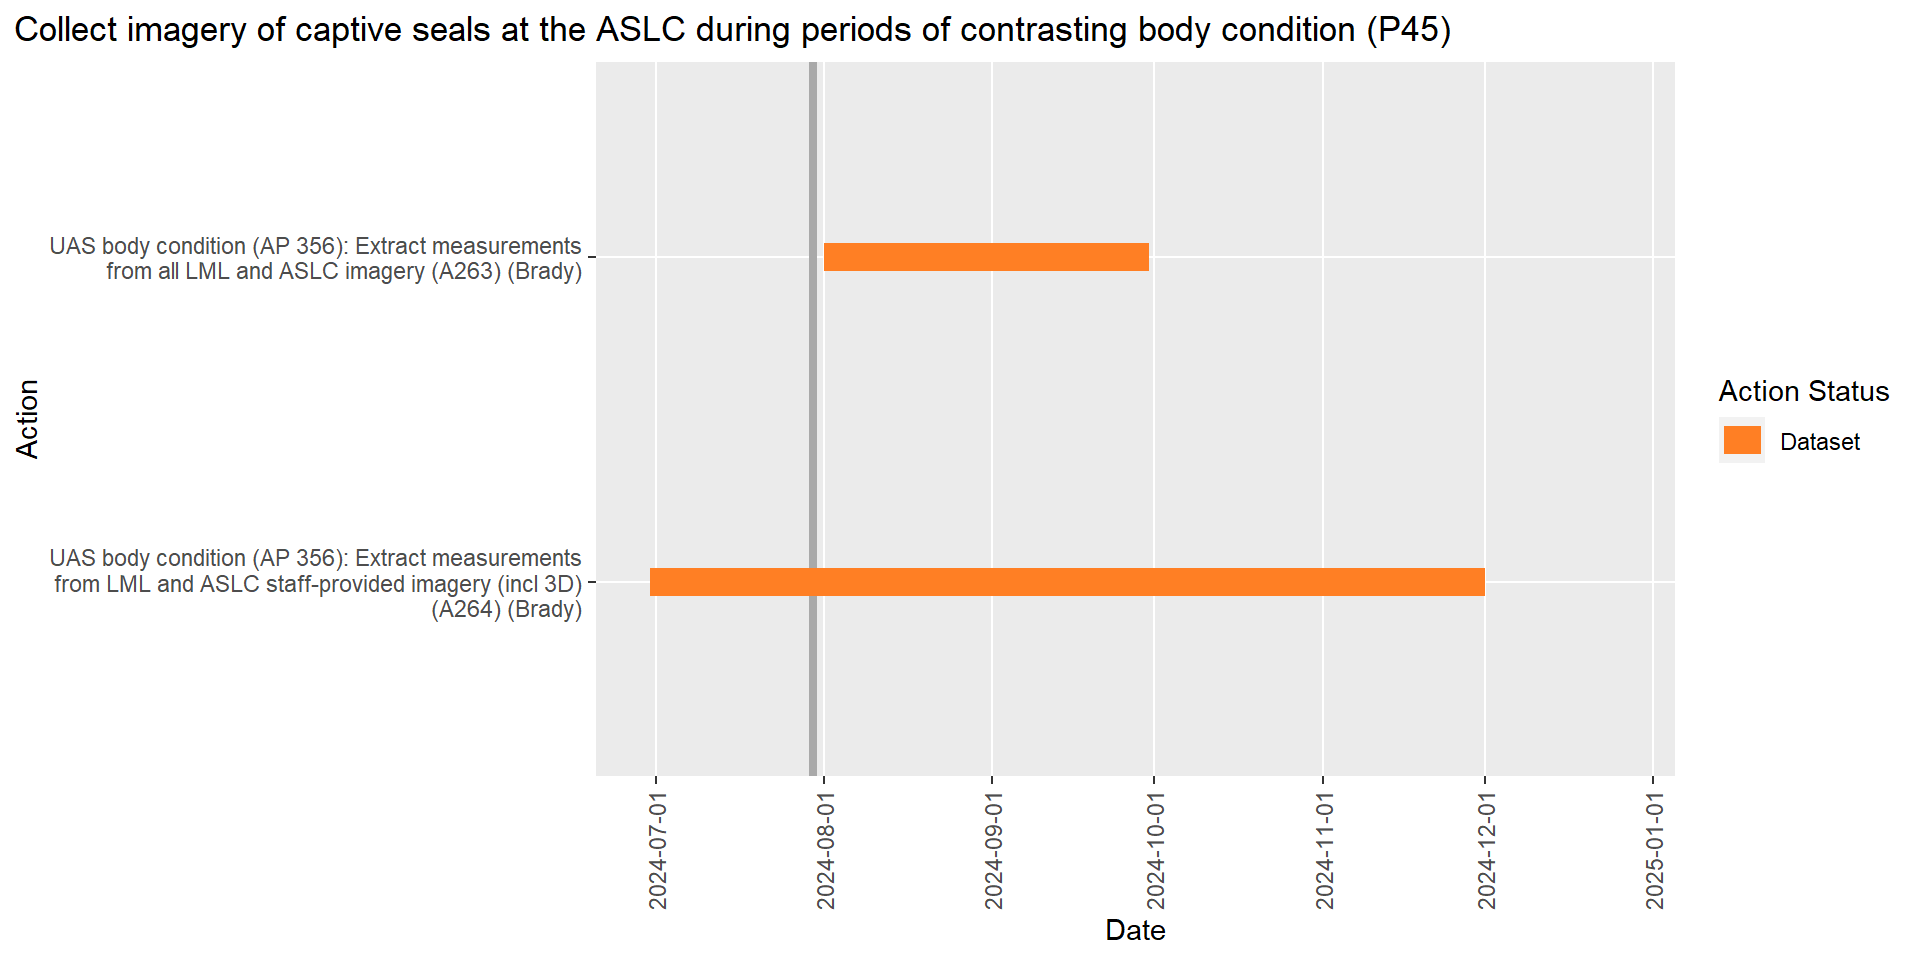 Collect imagery of captive seals at the ASLC during periods of contrasting body condition (P45)
UAS body condition (AP 356): Extract measurements
from all LML and ASLC imagery (A263) (Brady)
Action
UAS body condition (AP 356): Extract measurements
from LML and ASLC staff-provided imagery (incl 3D)
(A264) (Brady)
2024-07-01
2024-08-01
2024-09-01
2024-10-01
2024-11-01
2024-12-01
2025-01-01
Date
Action Status
Dataset